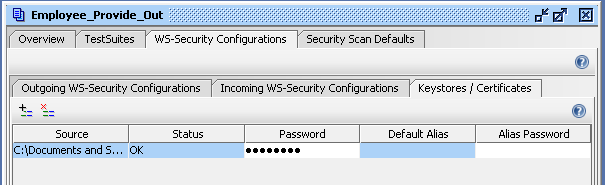 Employee_Provide_Out
Overview TestSuites WS-Security Configurations Security Scan Defaults
Outgoing WS-Security Configurations Incoming WS-Security Configurations Keystores / Certificates
Source Status Password Default Alias Alias Password
C:\Documents and S... OK ●●●●●●●●